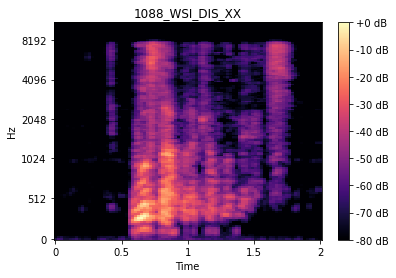 1088_WSI_DIS_XX
+0 dB
8192
-10 dB
4096
-20 dB
-30 dB
2048
Hz
-40 dB
1024
-50 dB
512
-60 dB
-70 dB
0
-80 dB
0
0.5
1
1.5
2
Time